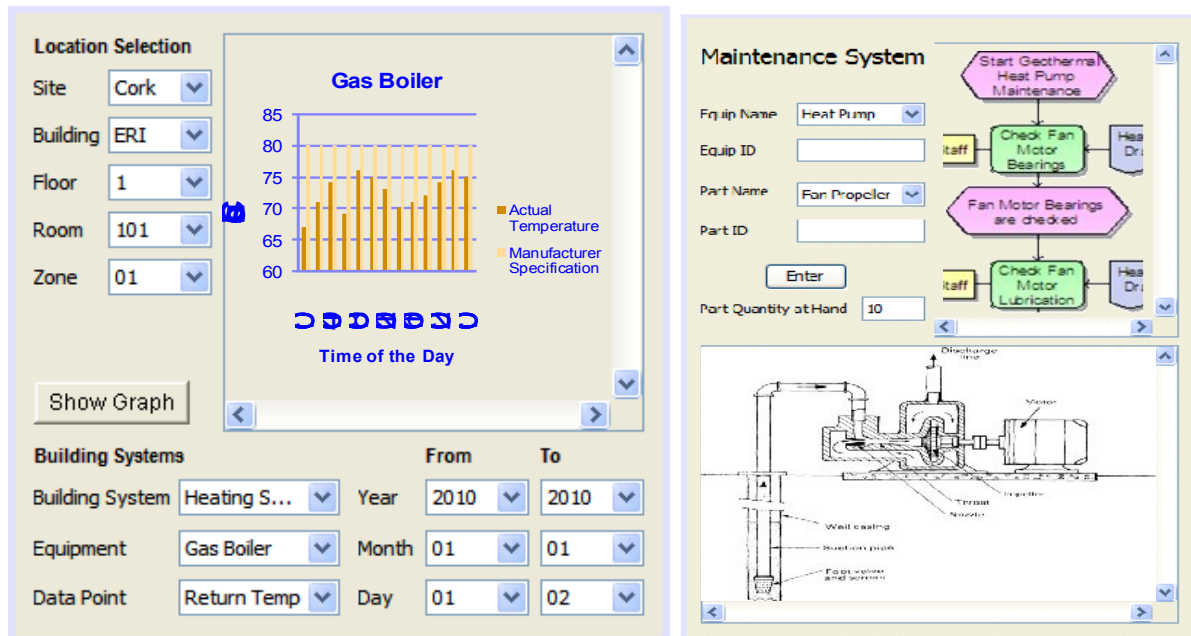 Location Selection
Site Cork
Building ERI
Floor 1
Room 101
Zone 01
Show Graph
Gas Boiler
85
80
75
70
65
60
Actual
Temperature
Manufacturer
Specification
Time of the Day
Building Systems From To
Building System Heating S... Year 2010 2010
Equipment Gas Boiler Month 01 01
Data Point Return Temp Day 01 02
Maintenance System
Equip Name Heat Pump
Equip ID
Part Name Fan Propeller
Part ID
Enter
Part Quantity at Hand 10
Start Geothermal
Heat Pump
Maintenance
Staff
Check Fan
Motor
Bearings
Hea
Dra
Fan Motor Bearings
are checked
Staff
Check Fan
Motor
Lubrication
Hea
Dra
Discharge
line
Motor
Impeller
Throat
Nozzle
Well casing
Suction pipe
Foot valve
and screen